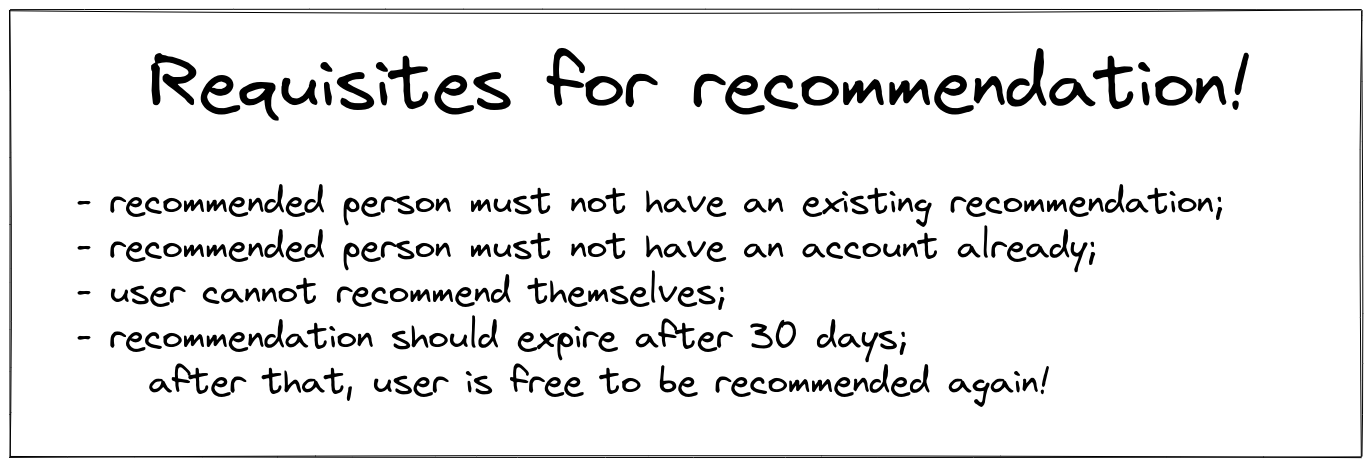 Requisites for recommendation!
- recommended person must not have an existing recommendation;
- recommended person must not have an account already;
- user cannot recommend themselves;
- recommendation should expire after 30 days;
after that, user is free to be recommended again!